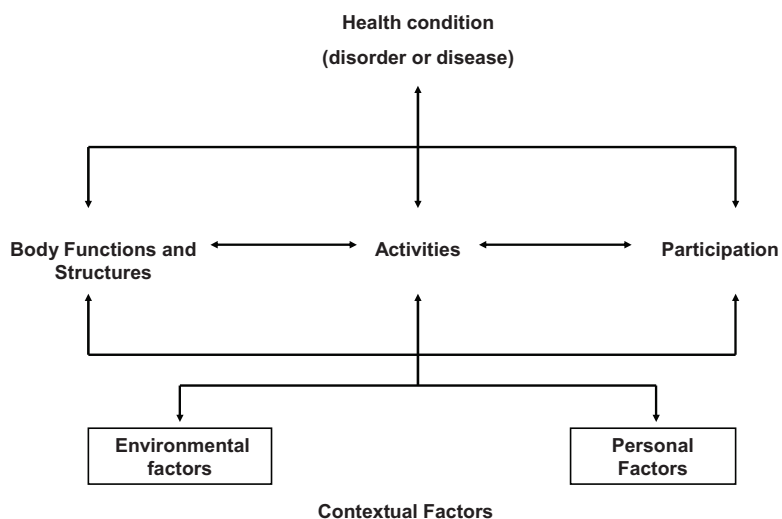 Health condition
(disorder or disease)
Body Functions and
Structures
Activities
Participation
Environmental
factors
Personal
Factors
Contextual Factors